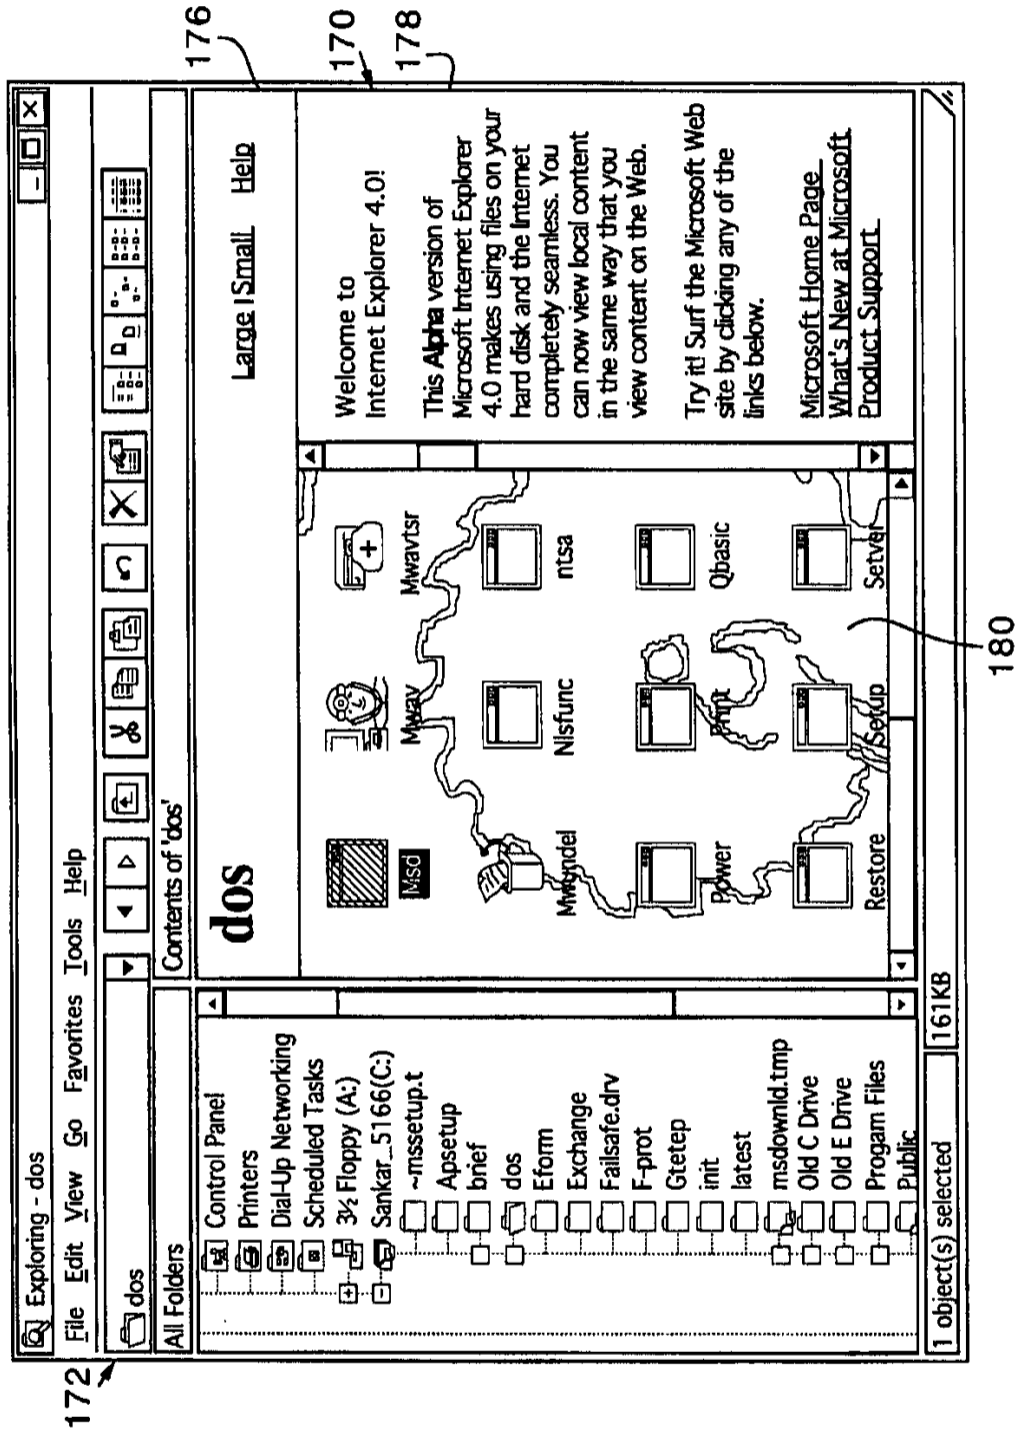 172
176
170
178
180
Exploring - dos
File Edit View Go Favorites Tools Help
dos
All Folders
Contents of 'dos'
Control Panel
Printers
Dial-Up Networking
Scheduled Tasks
3½ Floppy (A:)
Sankar_5166(C:)
~mssetup.t
Apsetup
brief
dos
Eform
Exchange
Failsafe.drv
F-prot
Gtetep
init
latest
msdownld.tmp
Old C Drive
Old E Drive
Progam Files
Public
dos
Large | Small Help
Msd
Mwav
Mwavtsr
Mwundel
Nlsfunc
ntsa
Power
Print
Qbasic
Restore
Setup
Setver
Welcome to
Internet Explorer 4.0!
This Alpha version of
Microsoft Internet Explorer
4.0 makes using files on your
hard disk and the Internet
completely seamless. You
can now view local content
in the same way that you
view content on the Web.
Try it! Surf the Microsoft Web
site by clicking any of the
links below.
Microsoft Home Page
What's New at Microsoft
Product Support
1 object(s) selected
161KB